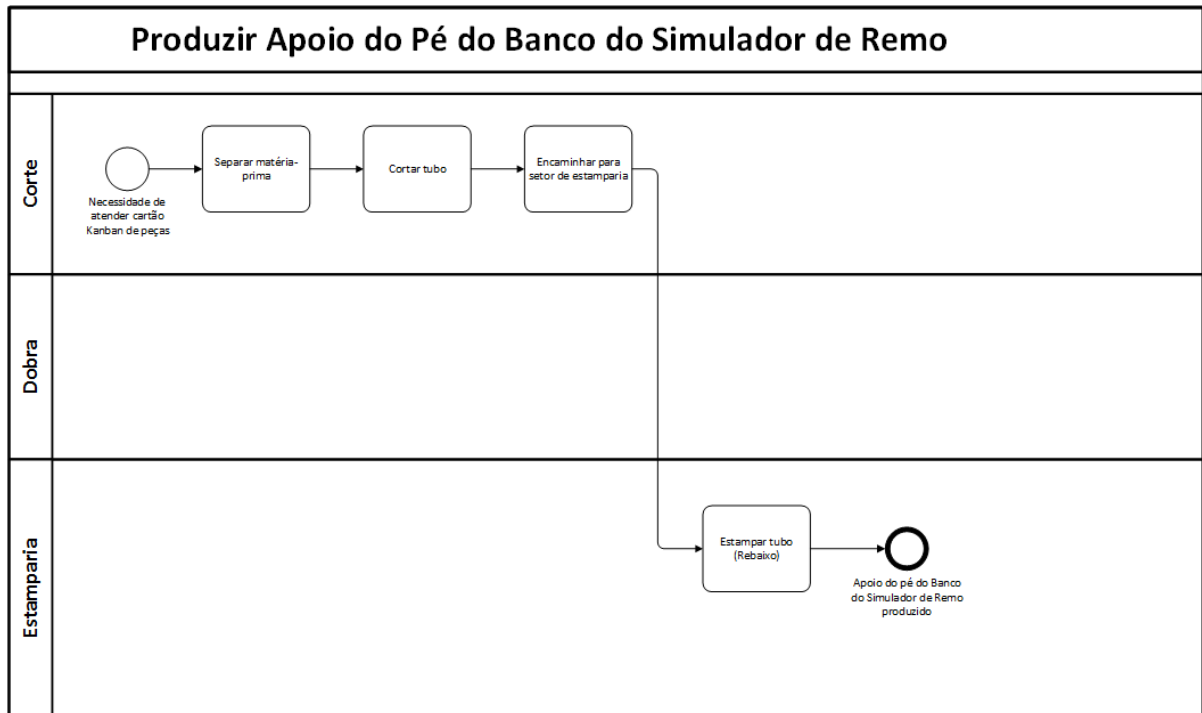 Produzir Apoio do Pé do Banco do Simulador de Remo
Corte
Necessidade de
atender cartão
Kanban de peças
Separar matéria-
prima
Cortar tubo
Encaminhar para
setor de estamparia
Dobra
Estamparia
Estampar tubo
(Rebaixo)
Apoio do pé do Banco
do Simulador de Remo
produzido